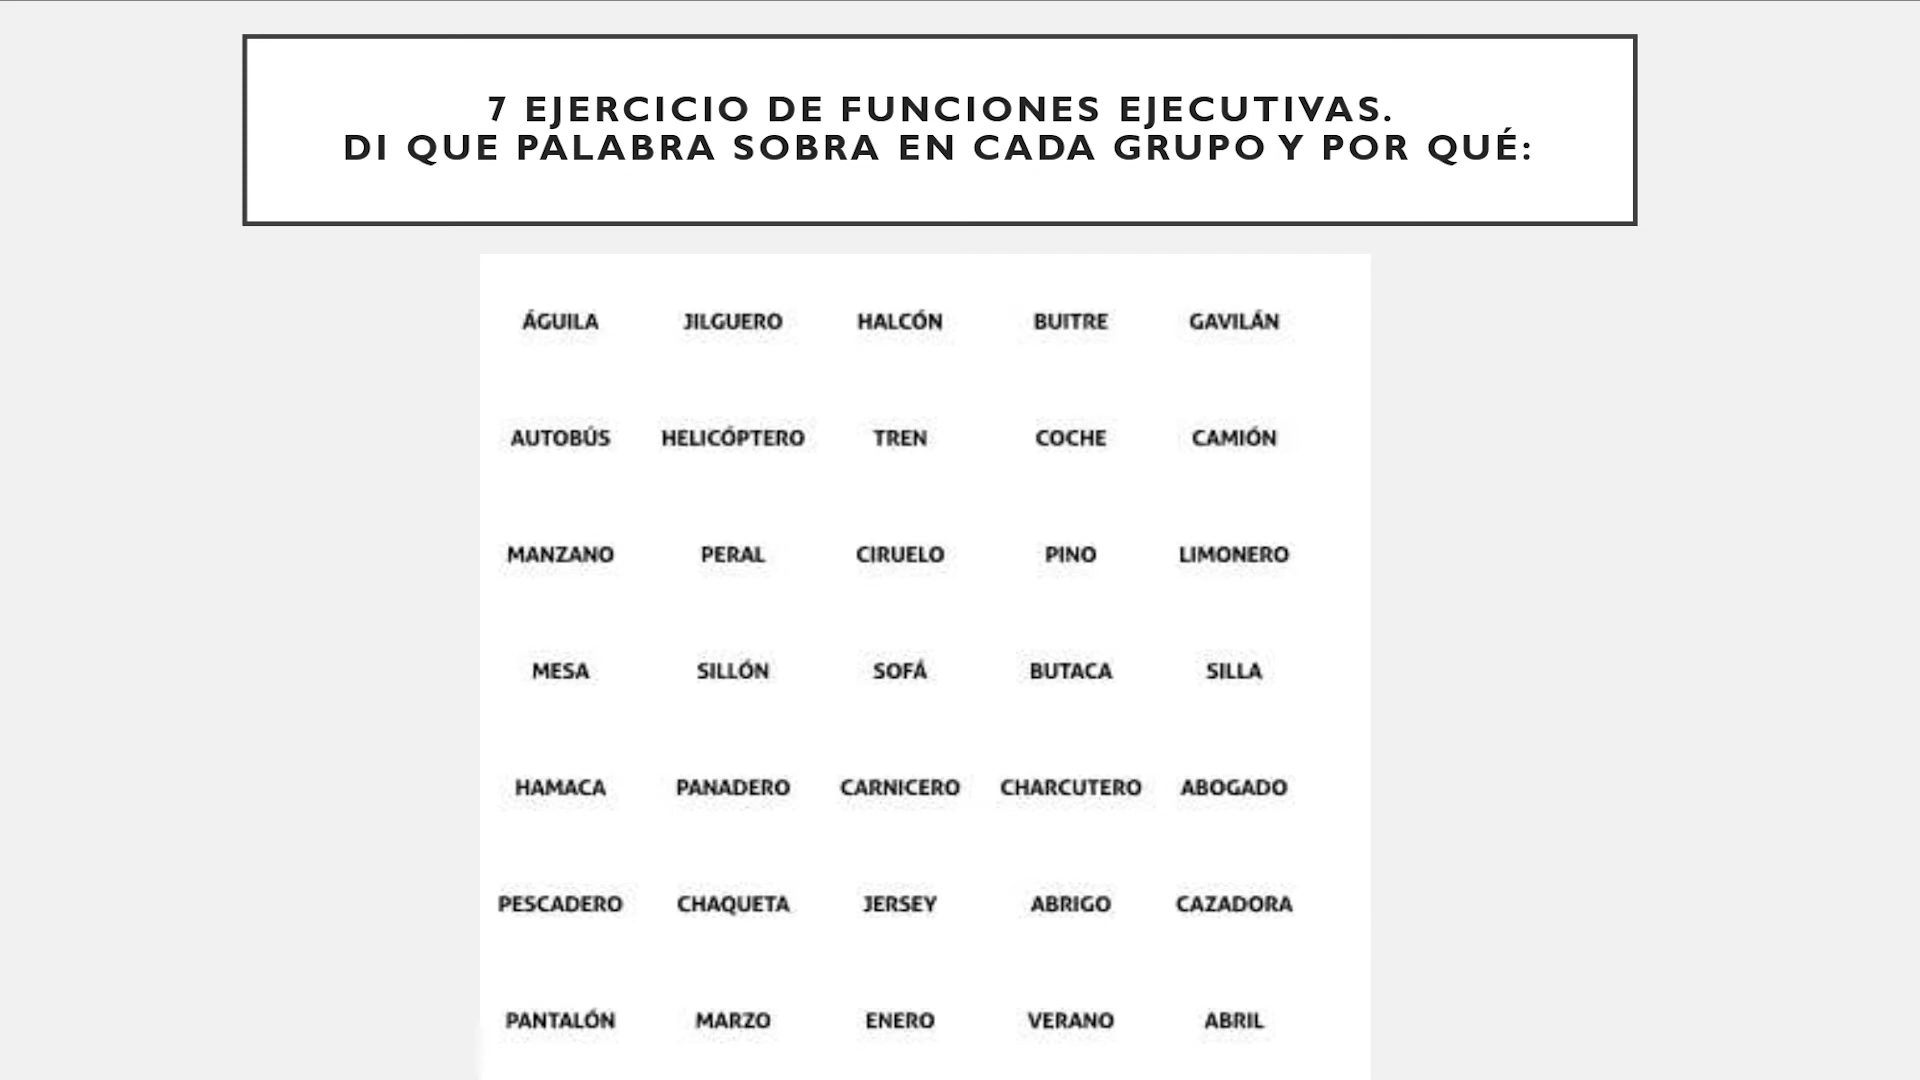 7 EJERCICIO DE FUNCIONES EJECUTIVAS.
DI QUE PALABRA SOBRA EN CADA GRUPO Y POR QUÉ:
ÁGUILA JILGUERO HALCÓN BUITRE GAVILÁN
AUTOBÚS HELICÓPTERO TREN COCHE CAMIÓN
MANZANO PERAL CIRUELO PINO LIMONERO
MESA SILLÓN SOFÁ BUTACA SILLA
HAMACA PANADERO CARNICERO CHARCUTERO ABOGADO
PESCADERO CHAQUETA JERSEY ABRIGO CAZADORA
PANTALÓN MARZO ENERO VERANO ABRIL